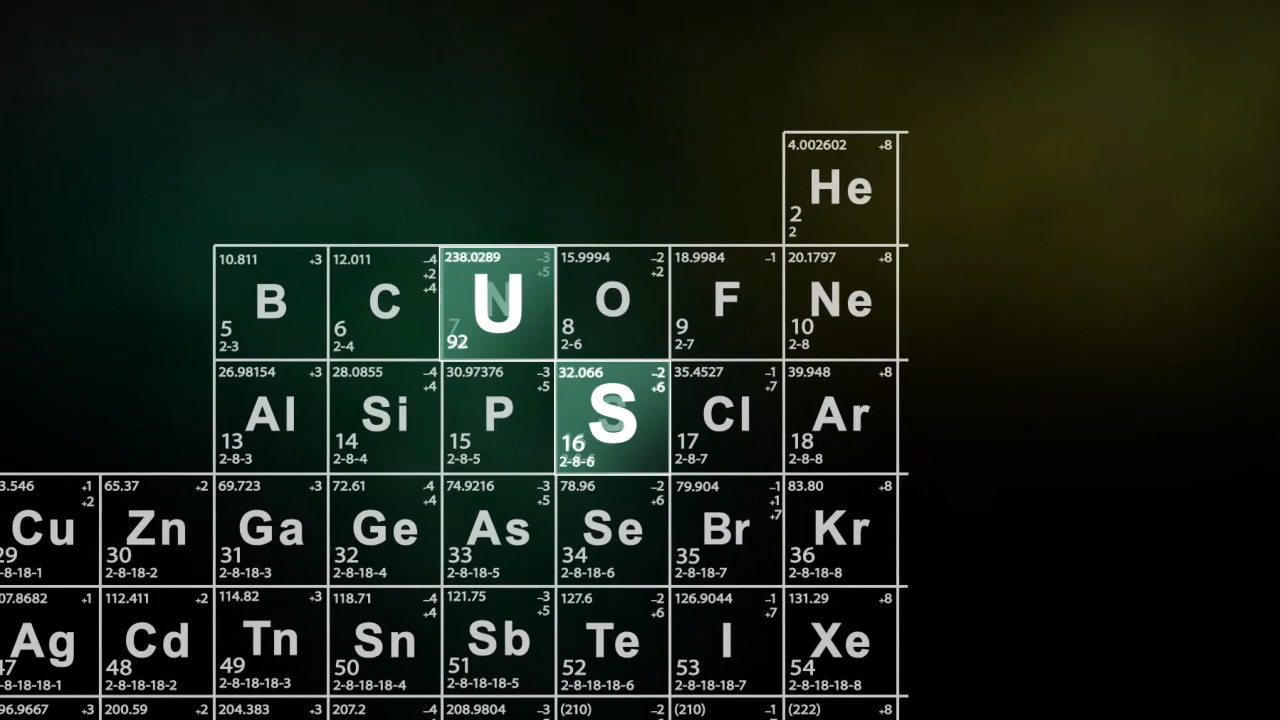 4.002602 +8
He
2
2
10.811 +3 12.011 -4 238.0289 -3 15.9994 -2 18.9984 -1 20.1797 +8
+2 +5 +2
+4
B C N U O F Ne
5 6 7 92 8 9 10
2-3 2-4 2-6 2-7 2-8
26.98154 +3 28.0855 -4 30.97376 -3 32.066 -2 35.4527 -1 39.948 +8
+4 +5 +6 +7
Al Si P S Cl Ar
13 14 15 16 17 18
2-8-3 2-8-4 2-8-5 2-8-6 2-8-7 2-8-8
3.546 +1 65.37 +2 69.723 +3 72.61 -4 74.9216 -3 78.96 -2 79.904 -1 83.80 +8
+2 +4 +5 +6 +1
+7
Cu Zn Ga Ge As Se Br Kr
29 30 31 32 33 34 35 36
-8-18-1 2-8-18-2 2-8-18-3 2-8-18-4 2-8-18-5 2-8-18-6 2-8-18-7 2-8-18-8
07.8682 +1 112.411 +2 114.82 +3 118.71 -4 121.75 -3 127.6 -2 126.9044 -1 131.29 +8
+4 +5 +6 +7
Ag Cd Tn Sn Sb Te I Xe
47 48 49 50 51 52 53 54
-8-18-18-1 2-8-18-18-2 2-8-18-18-3 2-8-18-18-4 2-8-18-18-5 2-8-18-18-6 2-8-18-18-7 2-8-18-18-8
96.9667 +3 200.59 +2 204.383 +3 207.2 -4 208.9804 -3 (210) -2 (210) -1 (222) +8